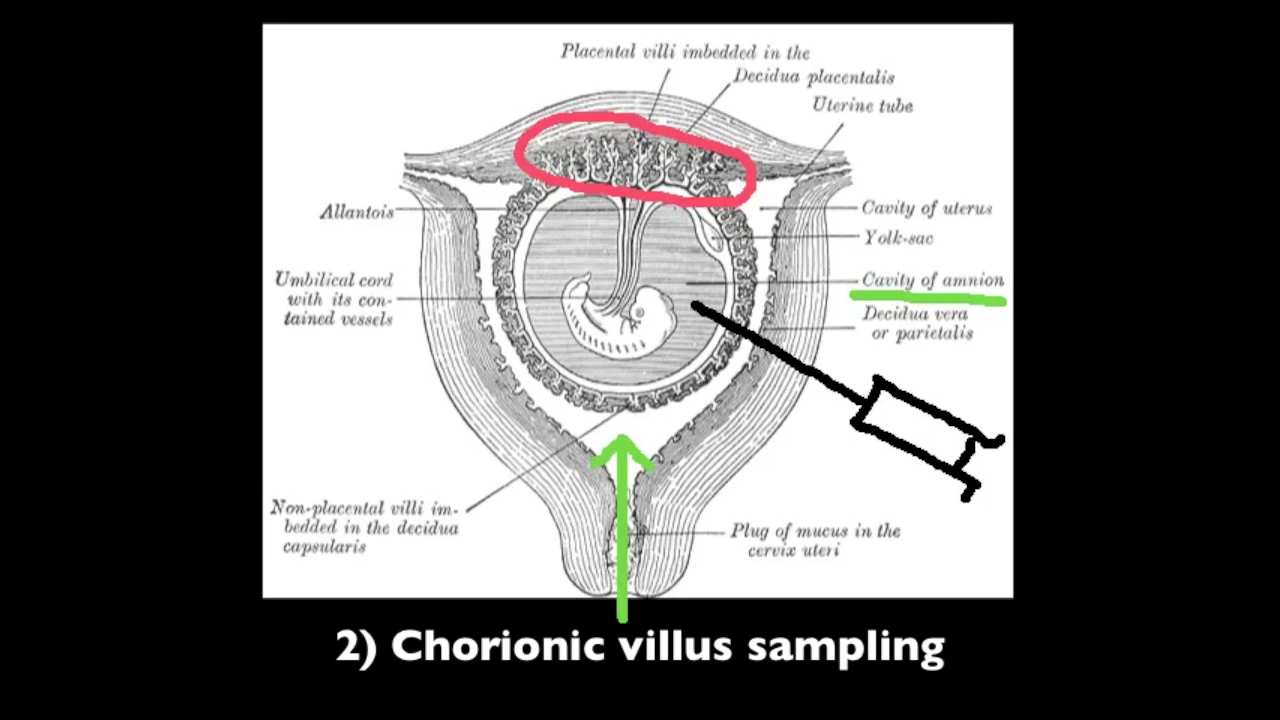 Placental villi imbedded in the
Decidua placentalis
Uterine tube
Allantois
Cavity of uterus
Yolk-sac
Umbilical cord
with its con-
tained vessels
Cavity of amnion
Decidua vera
or parietalis
Non-placental villi im-
bedded in the decidua
capsularis
Plug of mucus in the
cervix uteri
2) Chorionic villus sampling